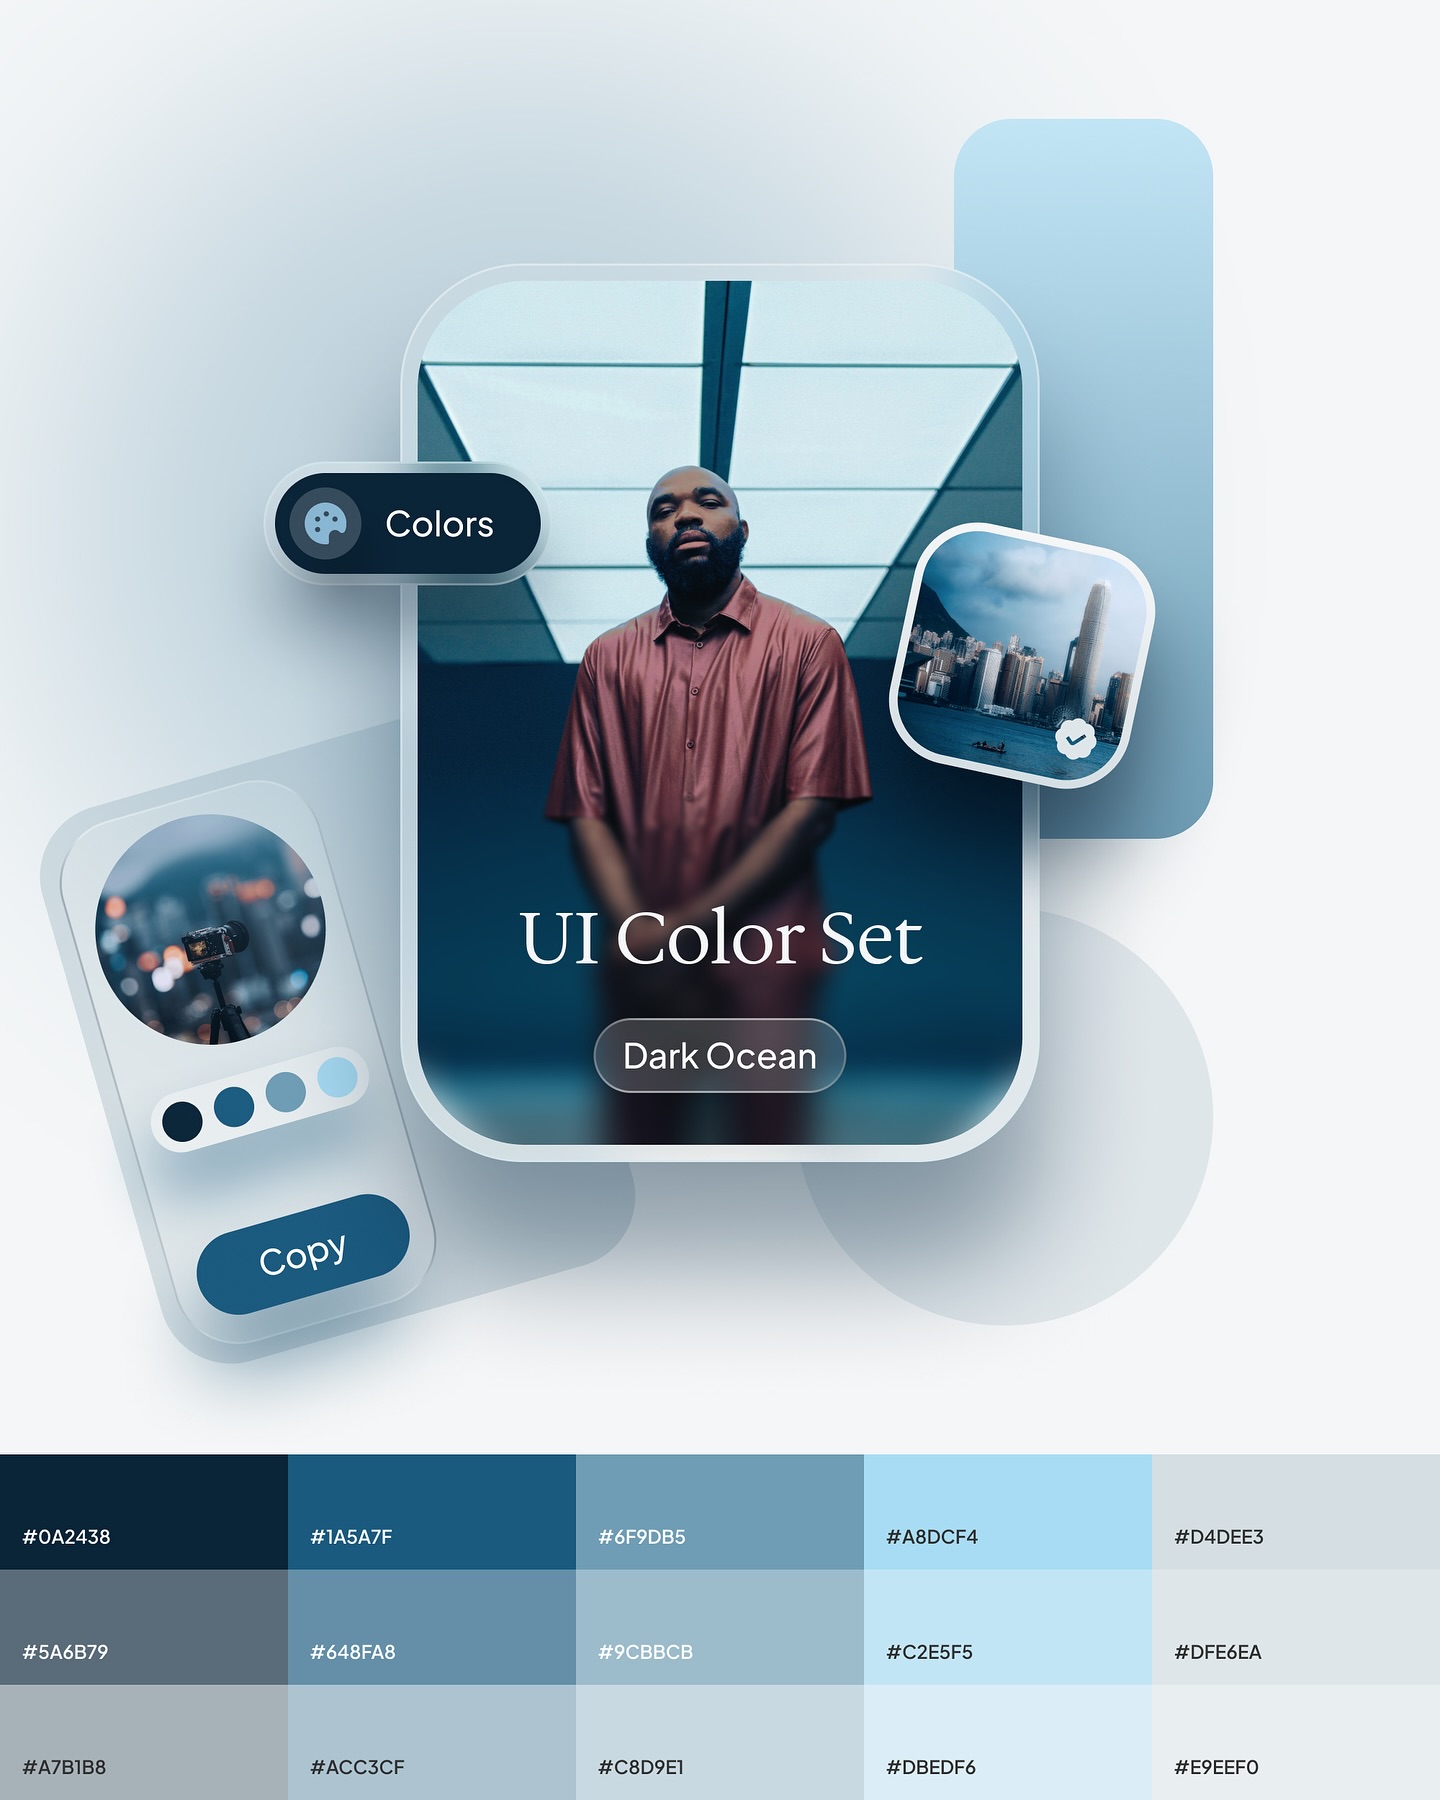 Colors
UI Color Set
Dark Ocean
Copy
#0A2438
#1A5A7F
#6F9DB5
#A8DCF4
#D4DEE3
#5A6B79
#648FA8
#9CBBCB
#C2E5F5
#DFE6EA
#A7B1B8
#ACC3CF
#C8D9E1
#DBEDF6
#E9EEF0